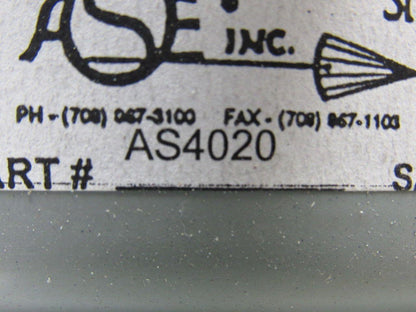 ASE
INC.
PH - (708) 867-3100 FAX - (708) 867-1103
AS4020
ART #